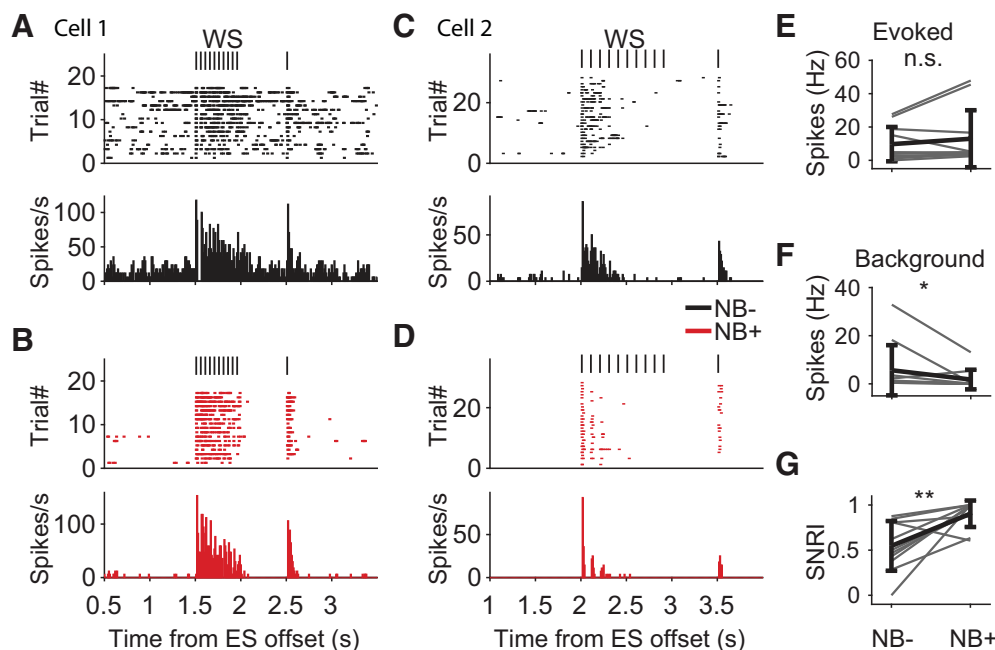 A Cell 1
WS
Trial#
20
10
0
Spikes/s
100
50
0
B
Trial#
20
10
0
Spikes/s
100
0
0.5 1 1.5 2 2.5 3
Time from ES offset (s)
C Cell 2
WS
20
0
50
0
NB-
NB+
D
Trial#
20
0
Spikes/s
50
0
1 1.5 2 2.5 3 3.5
Time from ES offset (s)
E Evoked
n.s.
Spikes (Hz)
60
40
20
0
F Background
*
Spikes (Hz)
40
20
0
G
**
SNRI
1
0.5
0
NB- NB+
Trial#
Spikes/s